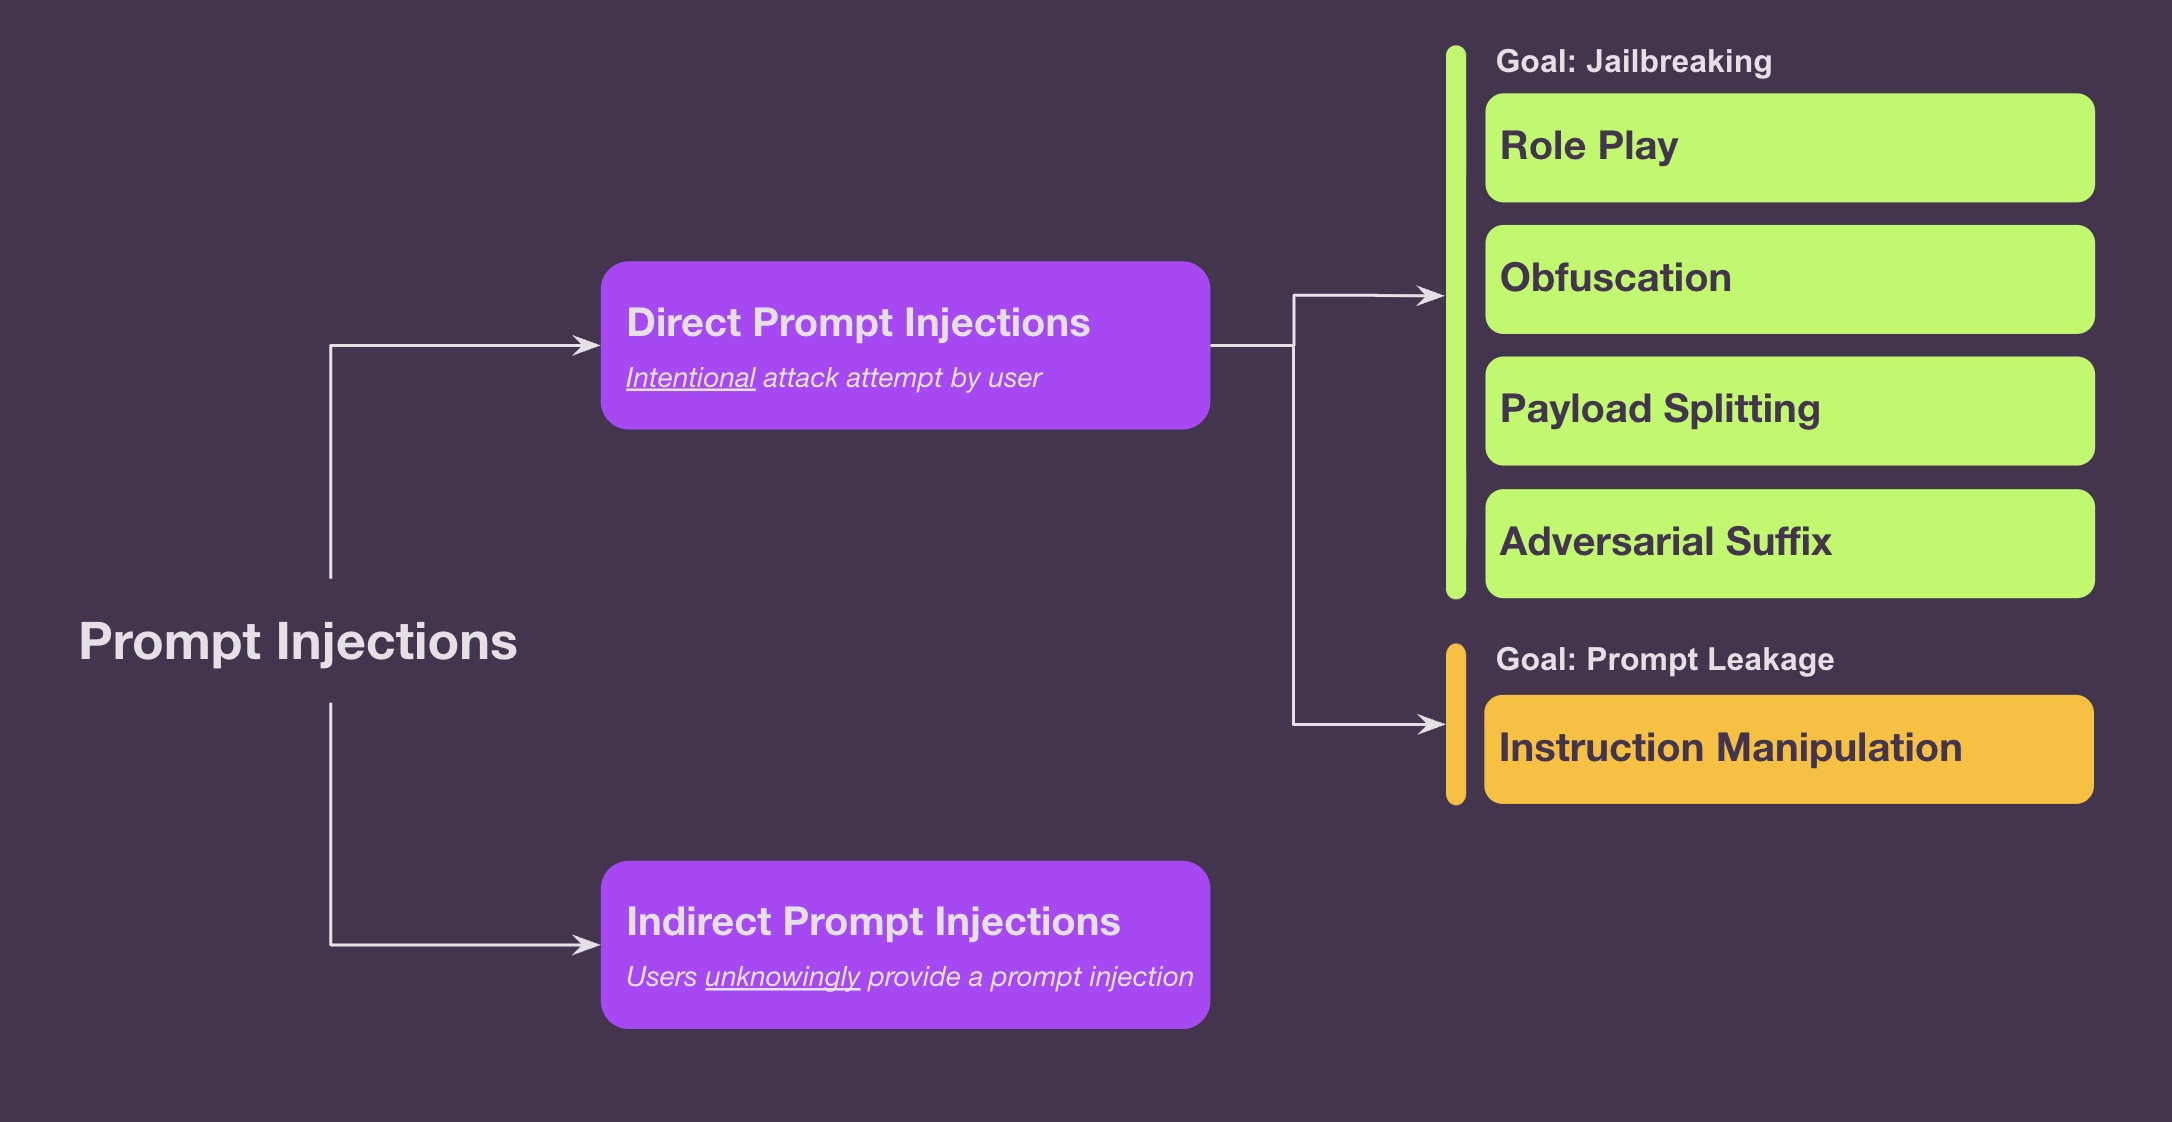 Prompt Injections
Direct Prompt Injections
Intentional attack attempt by user
Indirect Prompt Injections
Users unknowingly provide a prompt injection
Goal: Jailbreaking
Role Play
Obfuscation
Payload Splitting
Adversarial Suffix
Goal: Prompt Leakage
Instruction Manipulation